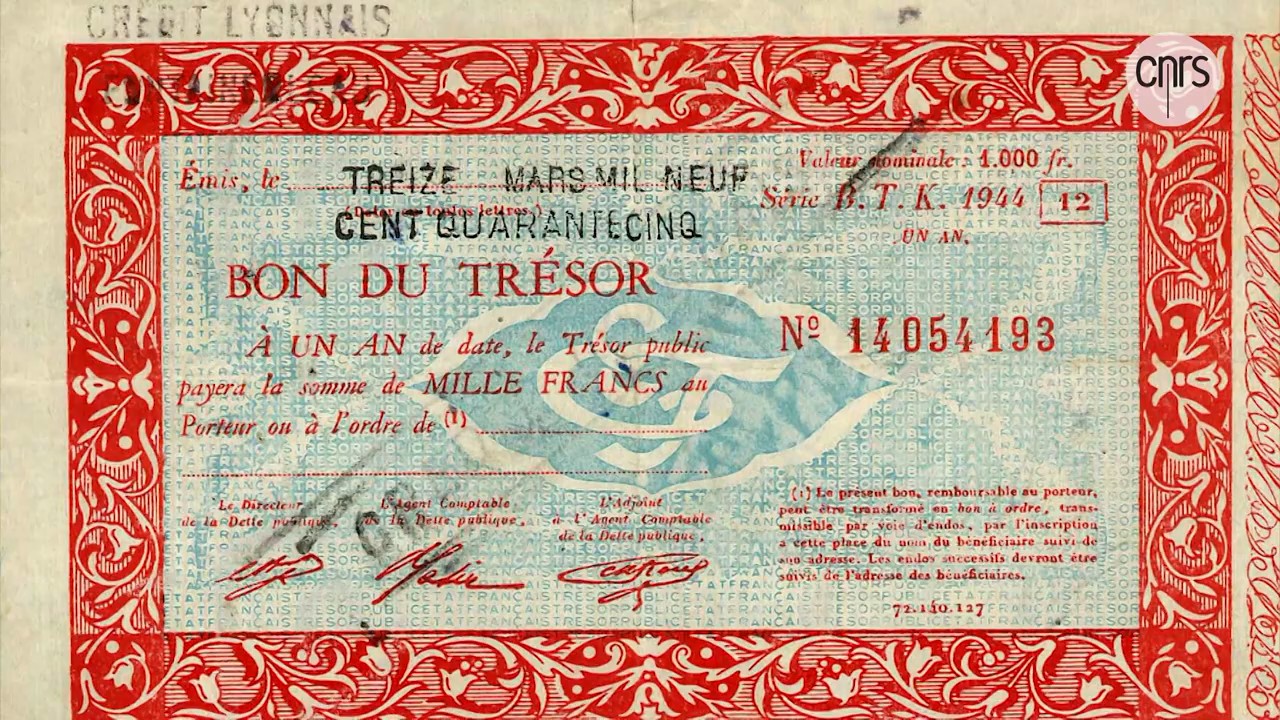 CRÉDIT LYONNAIS
FONTAINEBLEAU
cnrs
Émis, le TREIZE MARS MIL NEUF
(Dater en toutes lettres.)
CENT QUARANTECINQ
Valeur nominale : 1.000 fr.
Série B. T. K. 1944 12
UN AN.
BON DU TRÉSOR
Nº 14054193
À UN AN de date, le Trésor public
payera la somme de MILLE FRANCS au
Porteur ou à l'ordre de (1)
Le Directeur
de la Dette publique,
L'Agent Comptable
de la Dette publique,
L'Adjoint
à l'Agent Comptable
de la Dette publique,
(1) Le présent bon, remboursable au porteur,
peut être transformé en bon à ordre, trans-
missible par voie d'endos, par l'inscription
à cette place du nom du bénéficiaire suivi de
son adresse. Les endos successifs devront être
suivis de l'adresse des bénéficiaires.
72.140.127